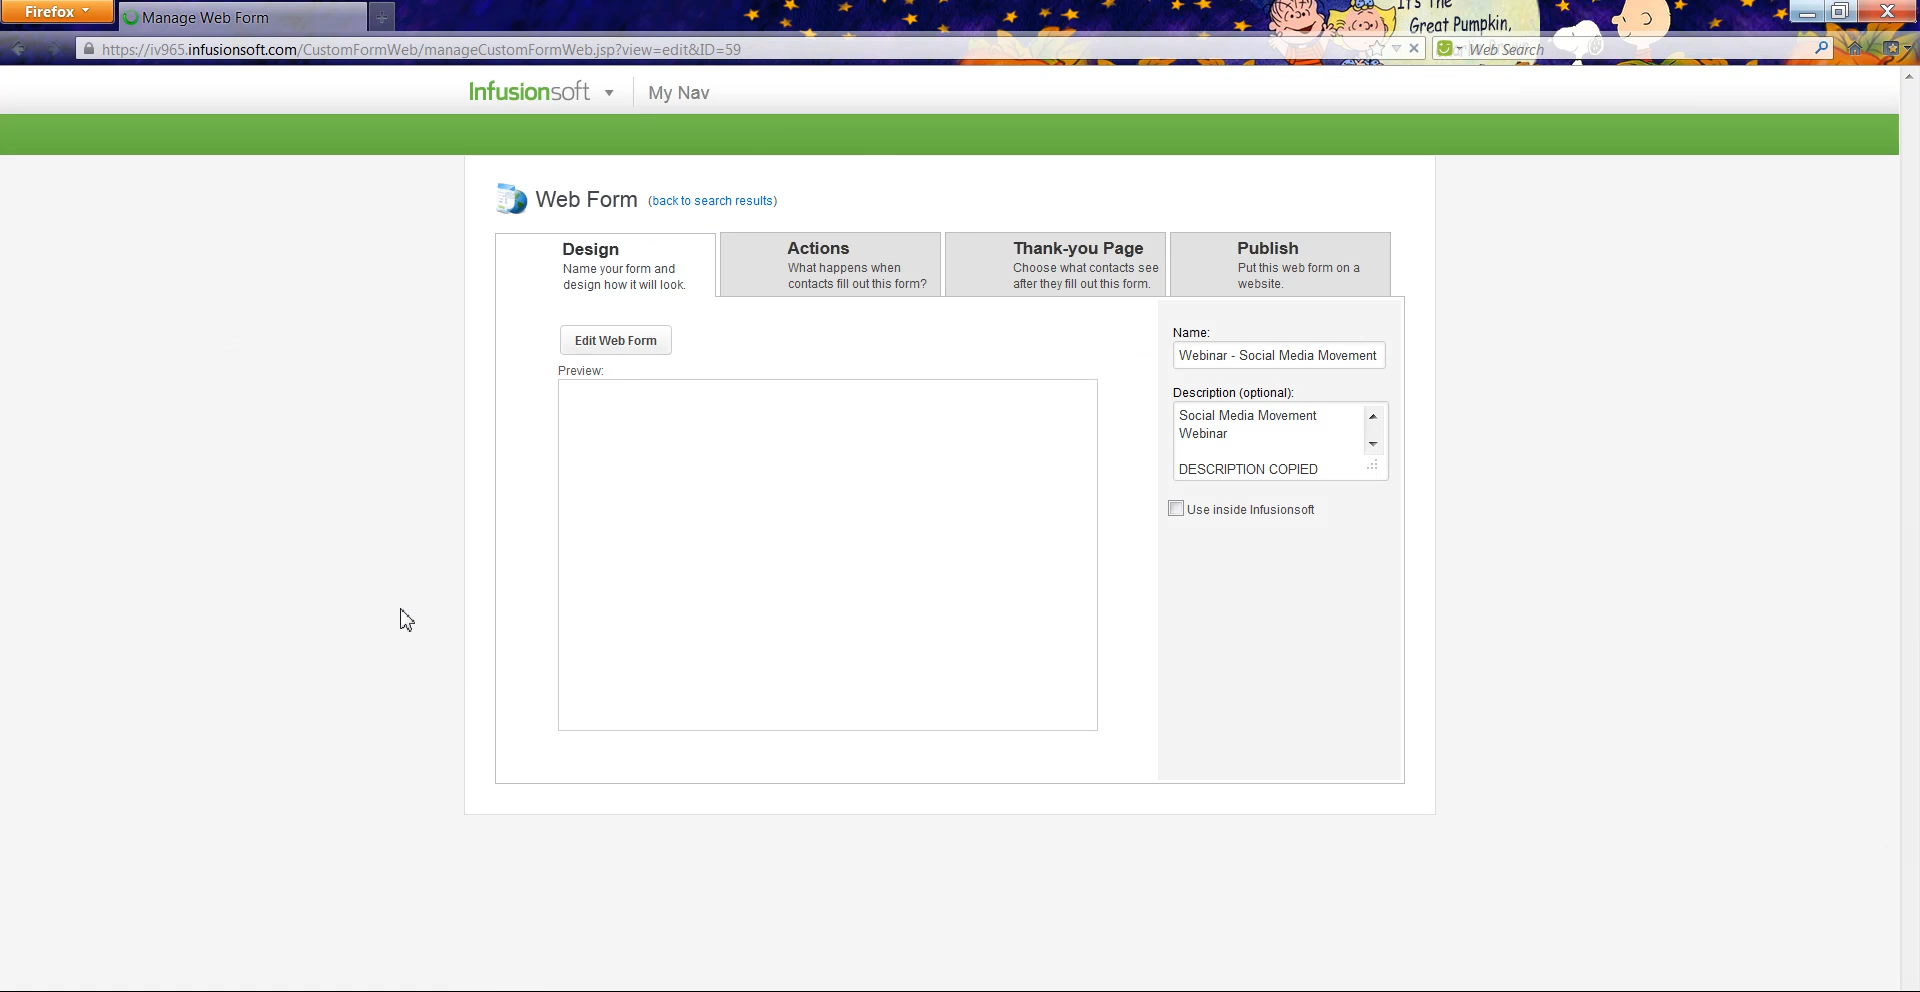 Firefox
Manage Web Form
It's The
Great Pumpkin,
https://iv965.infusionsoft.com/CustomFormWeb/manageCustomFormWeb.jsp?view=edit&ID=59
Web Search
Infusionsoft
My Nav
Web Form (back to search results)
Design
Name your form and
design how it will look.
Actions
What happens when
contacts fill out this form?
Thank-you Page
Choose what contacts see
after they fill out this form.
Publish
Put this web form on a
website.
Edit Web Form
Preview:
Name:
Webinar - Social Media Movement
Description (optional):
Social Media Movement
Webinar
DESCRIPTION COPIED
Use inside Infusionsoft